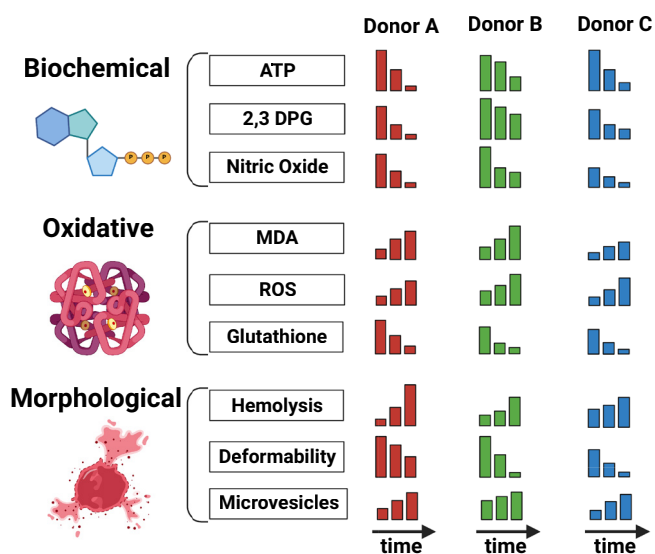 Donor A Donor B Donor C
Biochemical
ATP
2,3 DPG
P P P
Nitric Oxide
Oxidative
MDA
ROS
Glutathione
Morphological
Hemolysis
Deformability
Microvesicles
time time time